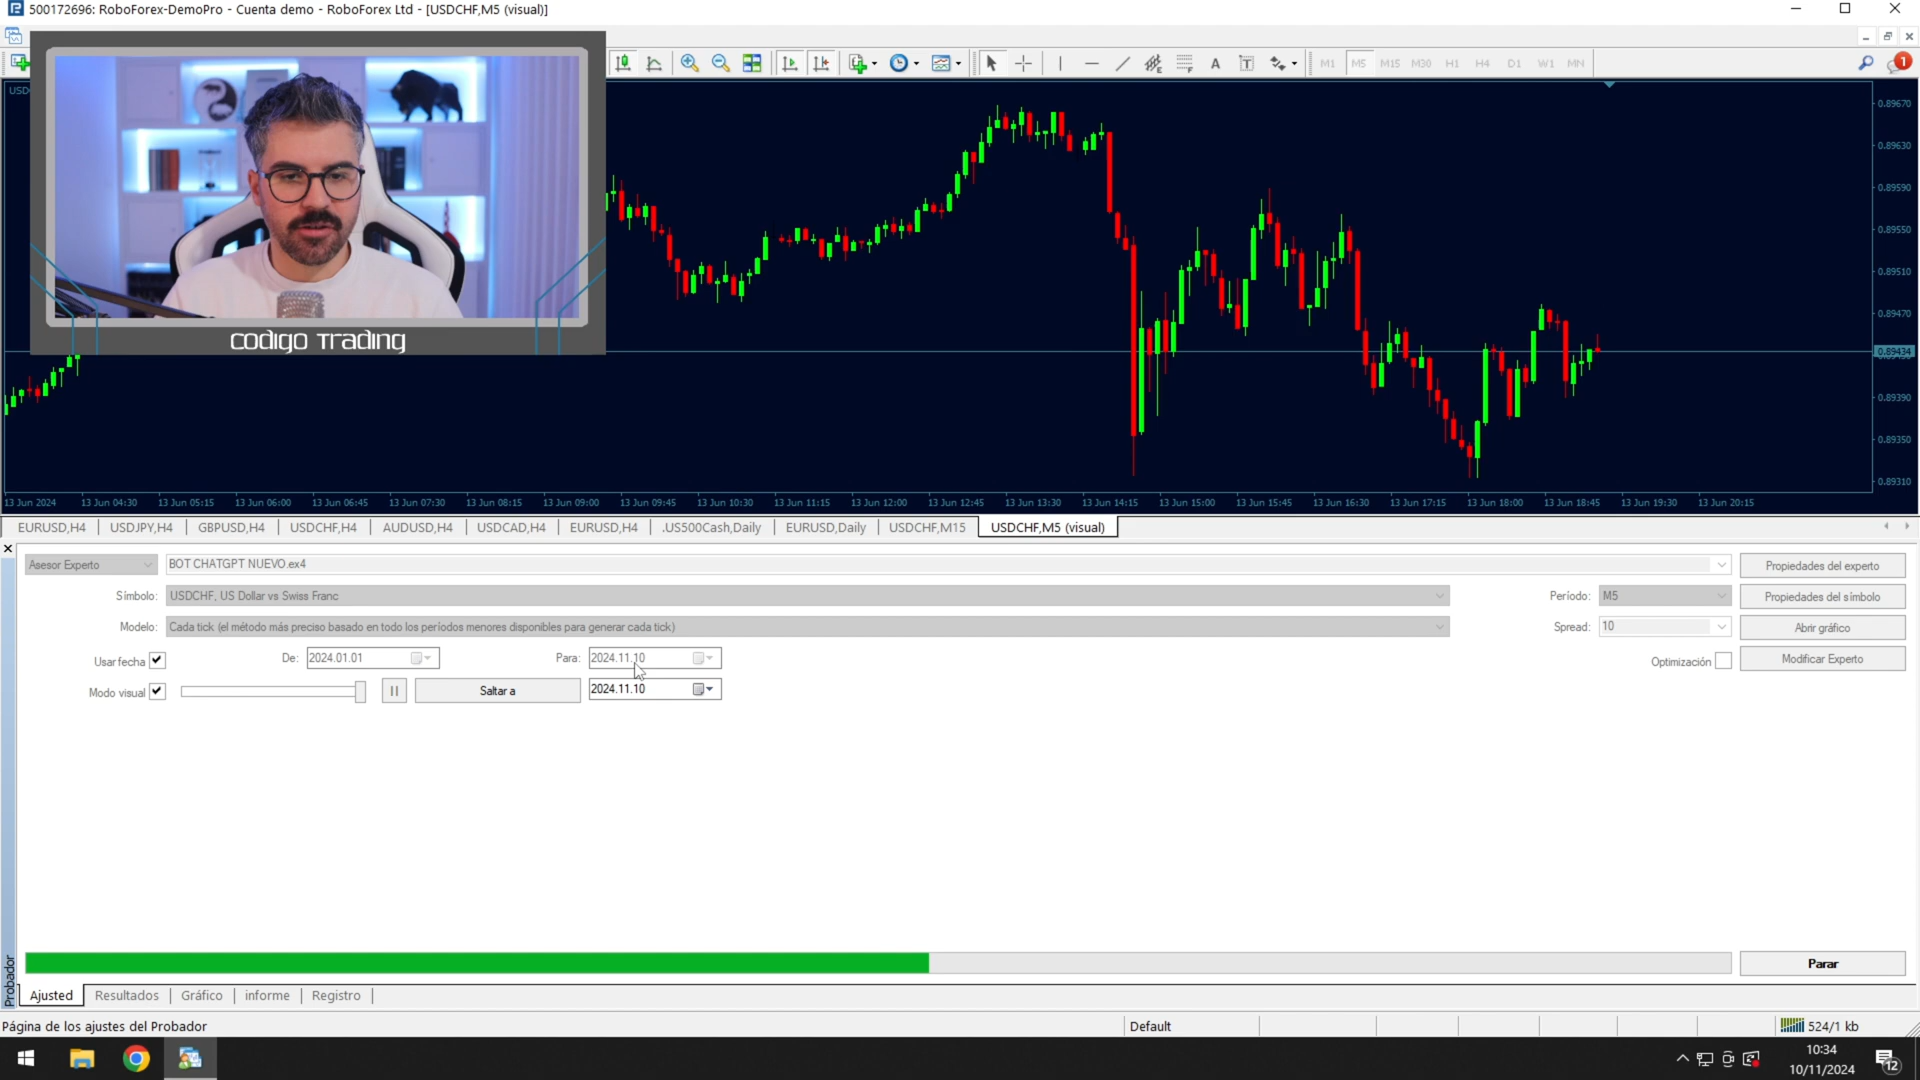 500172696: RoboForex-DemoPro - Cuenta demo - RoboForex Ltd - [USDCHF,M5 (visual)]
M1 M5 M15 M30 H1 H4 D1 W1 MN
1
USD
CODIGO TRADING
0.89670
0.89630
0.89590
0.89550
0.89510
0.89470
0.89434
0.89390
0.89350
0.89310
13 Jun 2024 13 Jun 04:30 13 Jun 05:15 13 Jun 06:00 13 Jun 06:45 13 Jun 07:30 13 Jun 08:15 13 Jun 09:00 13 Jun 09:45 13 Jun 10:30 13 Jun 11:15 13 Jun 12:00 13 Jun 12:45 13 Jun 13:30 13 Jun 14:15 13 Jun 15:00 13 Jun 15:45 13 Jun 16:30 13 Jun 17:15 13 Jun 18:00 13 Jun 18:45 13 Jun 19:30 13 Jun 20:15
EURUSD,H4 USDJPY,H4 GBPUSD,H4 USDCHF,H4 AUDUSD,H4 USDCAD,H4 EURUSD,H4 .US500Cash,Daily EURUSD,Daily USDCHF,M15 USDCHF,M5 (visual)
Asesor Experto BOT CHATGPT NUEVO.ex4 Propiedades del experto
Símbolo: USDCHF, US Dollar vs Swiss Franc Período: M5 Propiedades del símbolo
Modelo: Cada tick (el método más preciso basado en todo los períodos menores disponibles para generar cada tick) Spread: 10 Abrir gráfico
Usar fecha De: 2024.01.01 Para: 2024.11.10 Optimización Modificar Experto
Modo visual Saltar a 2024.11.10
Parar
Probador
Ajusted Resultados Gráfico informe Registro
Página de los ajustes del Probador Default 524/1 kb
10:34
10/11/2024
12